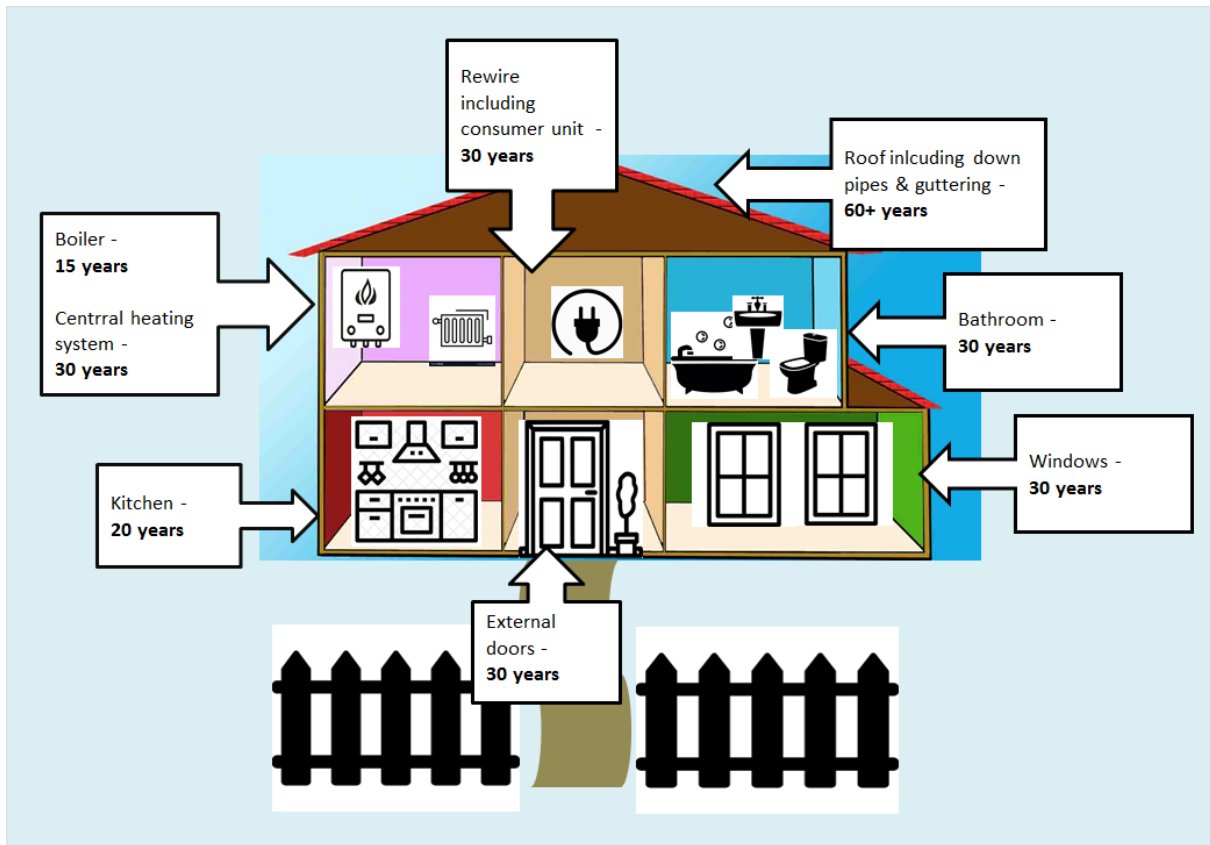 Rewire
including
consumer unit -
30 years
Roof inlcuding down
pipes & guttering -
60+ years
Boiler -
15 years
Centrral heating
system -
30 years
Bathroom -
30 years
Windows -
30 years
Kitchen -
20 years
External
doors -
30 years